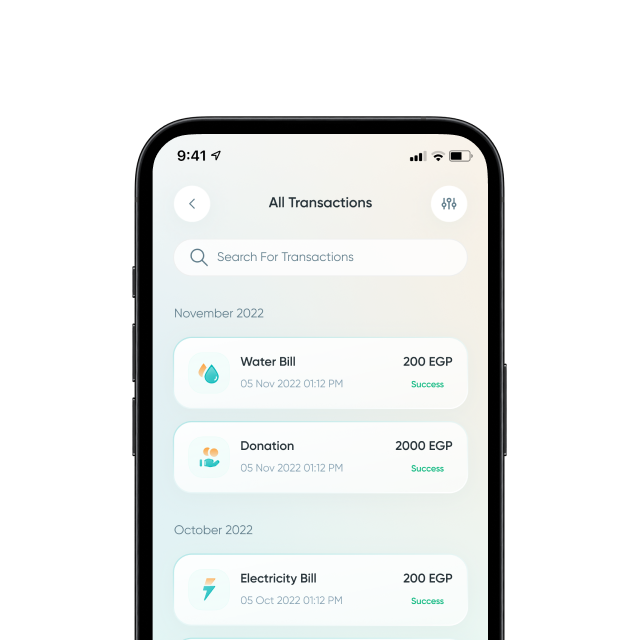 9:41
All Transactions
Search For Transactions
November 2022
Water Bill
200 EGP
05 Nov 2022 01:12 PM
Success
Donation
2000 EGP
05 Nov 2022 01:12 PM
Success
October 2022
Electricity Bill
200 EGP
05 Oct 2022 01:12 PM
Success